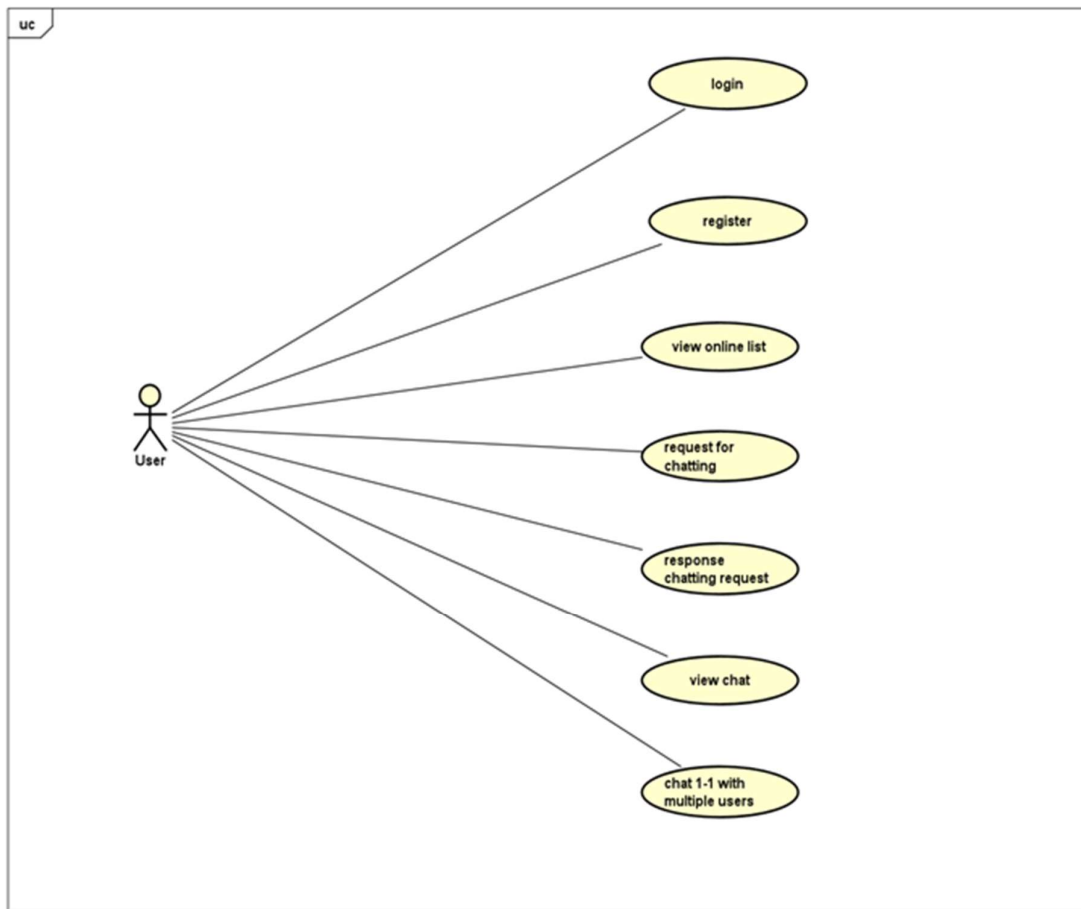 uc
login
register
view online list
User
request for
chatting
response
chatting request
view chat
chat 1-1 with
multiple users